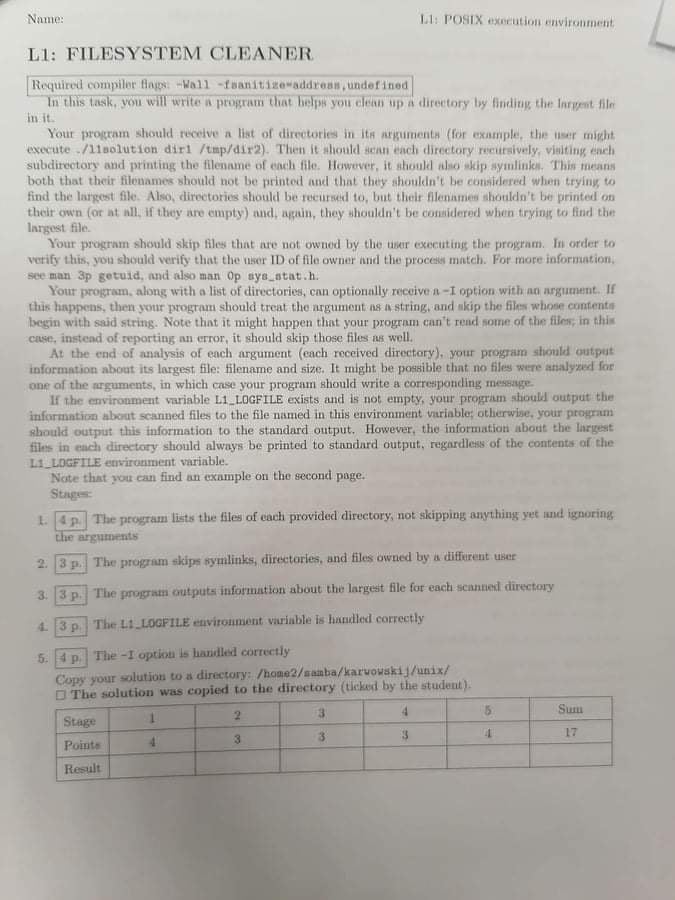 Name:
L1: POSIX execution environment
L1: FILESYSTEM CLEANER
Required compiler flags: -Wall -fsanitize=address,undefined
In this task, you will write a program that helps you clean up a directory by finding the largest file
in it.
Your program should receive a list of directories in its arguments (for example, the user might
execute ./l1solution dir1 /tmp/dir2). Then it should scan each directory recursively, visiting each
subdirectory and printing the filename of each file. However, it should also skip symlinks. This means
both that their filenames should not be printed and that they shouldn't be considered when trying to
find the largest file. Also, directories should be recursed to, but their filenames shouldn't be printed on
their own (or at all, if they are empty) and, again, they shouldn't be considered when trying to find the
largest file.
Your program should skip files that are not owned by the user executing the program. In order to
verify this, you should verify that the user ID of file owner and the process match. For more information,
see man 3p getuid, and also man 0p sys_stat.h.
Your program, along with a list of directories, can optionally receive a -I option with an argument. If
this happens, then your program should treat the argument as a string, and skip the files whose contents
begin with said string. Note that it might happen that your program can't read some of the files; in this
case, instead of reporting an error, it should skip those files as well.
At the end of analysis of each argument (each received directory), your program should output
information about its largest file: filename and size. It might be possible that no files were analyzed for
one of the arguments, in which case your program should write a corresponding message.
If the environment variable L1_LOGFILE exists and is not empty, your program should output the
information about scanned files to the file named in this environment variable; otherwise, your program
should output this information to the standard output. However, the information about the largest
files in each directory should always be printed to standard output, regardless of the contents of the
L1_LOGFILE environment variable.
Note that you can find an example on the second page.
Stages:
1. 4 p. The program lists the files of each provided directory, not skipping anything yet and ignoring
the arguments
2. 3 p. The program skips symlinks, directories, and files owned by a different user
3. 3 p. The program outputs information about the largest file for each scanned directory
4. 3 p. The L1_LOGFILE environment variable is handled correctly
5. 4 p. The -I option is handled correctly
Copy your solution to a directory: /home2/samba/karwowskij/unix/
□ The solution was copied to the directory (ticked by the student).
Stage 1 2 3 4 5 Sum
Points 4 3 3 3 4 17
Result